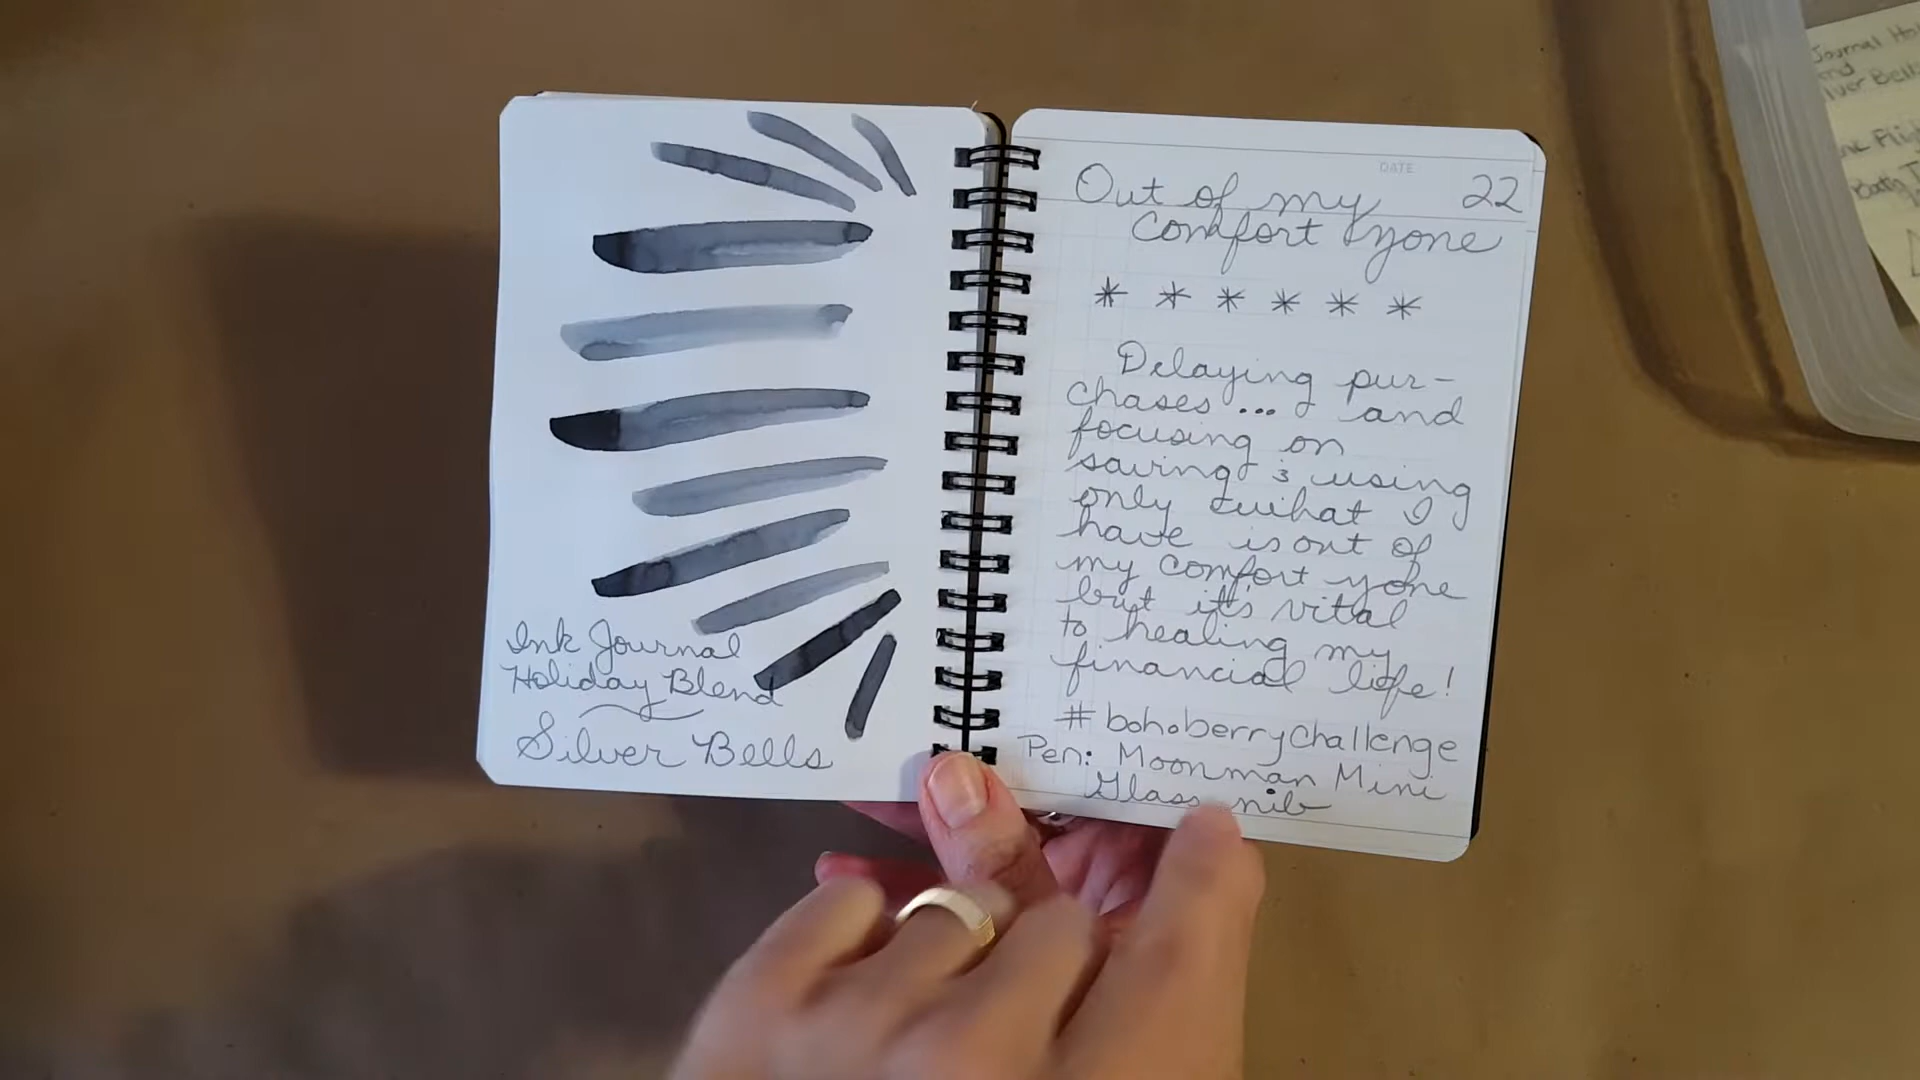 Ink Journal
Holiday Blend
Silver Bells
DATE
22
Out of my
comfort zone
* * * * * *
Delaying pur-
chases... and
focusing on
saving & using
only what I
have is out of
my comfort zone
but it's vital
to healing my
financial life!
#bohoberrychallenge
Pen: Moonman Mini
Glass nib
Journal